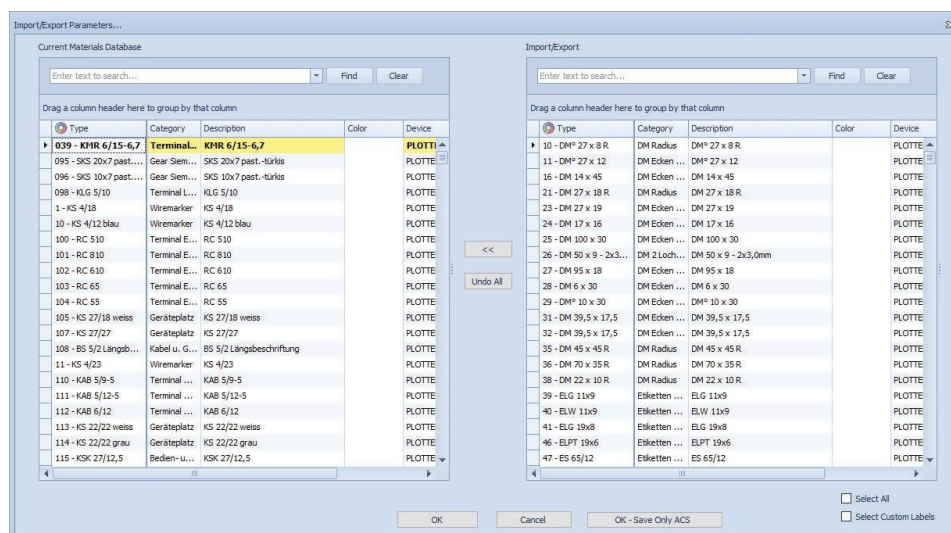 Import/Export Parameters...
Current Materials Database
Enter text to search...
Find
Clear
Drag a column header here to group by that column
Type Category Description Color Device
039 - KMR 6/15-6,7 Terminal... KMR 6/15-6,7 PLOTTE
095 - SKS 20x7 past.... Gear Siem... SKS 20x7 past.-türkis PLOTTE
096 - SKS 10x7 past.... Gear Siem... SKS 10x7 past.-türkis PLOTTE
098 - KLG 5/10 Terminal L... KLG 5/10 PLOTTE
1 - KS 4/18 Wiremarker KS 4/18 PLOTTE
10 - KS 4/12 blau Wiremarker KS 4/12 blau PLOTTE
100 - RC 510 Terminal E... RC 510 PLOTTE
101 - RC 810 Terminal E... RC 810 PLOTTE
102 - RC 610 Terminal E... RC 610 PLOTTE
103 - RC 65 Terminal E... RC 65 PLOTTE
104 - RC 55 Terminal E... RC 55 PLOTTE
105 - KS 27/18 weiss Geräteplatz KS 27/18 weiss PLOTTE
107 - KS 27/27 Geräteplatz KS 27/27 PLOTTE
108 - BS 5/2 Längsb... Kabel u. G... BS 5/2 Längsbeschriftung PLOTTE
11 - KS 4/23 Wiremarker KS 4/23 PLOTTE
110 - KAB 5/9-5 Terminal ... KAB 5/9-5 PLOTTE
111 - KAB 5/12-5 Terminal ... KAB 5/12-5 PLOTTE
112 - KAB 6/12 Terminal ... KAB 6/12 PLOTTE
113 - KS 22/22 weiss Geräteplatz KS 22/22 weiss PLOTTE
114 - KS 22/22 grau Geräteplatz KS 22/22 grau PLOTTE
115 - KSK 27/12,5 Bedien- u... KSK 27/12,5 PLOTTE
<<
Undo All
Import/Export
Enter text to search...
Find
Clear
Drag a column header here to group by that column
Type Category Description Color Device
10 - DM° 27 x 8 R DM Radius DM° 27 x 8 R PLOTTE
11 - DM° 27 x 12 DM Ecken ... DM° 27 x 12 PLOTTE
16 - DM 14 x 45 DM Ecken ... DM 14 x 45 PLOTTE
21 - DM 27 x 18 R DM Radius DM 27 x 18 R PLOTTE
23 - DM 27 x 19 DM Ecken ... DM 27 x 19 PLOTTE
24 - DM 17 x 16 DM Ecken ... DM 17 x 16 PLOTTE
25 - DM 100 x 30 DM Ecken ... DM 100 x 30 PLOTTE
26 - DM 50 x 9 - 2x3... DM 2 Loch... DM 50 x 9 - 2x3,0mm PLOTTE
27 - DM 95 x 18 DM Ecken ... DM 95 x 18 PLOTTE
28 - DM 6 x 30 DM Ecken ... DM 6 x 30 PLOTTE
29 - DM° 10 x 30 DM Ecken ... DM° 10 x 30 PLOTTE
31 - DM 39,5 x 17,5 DM Ecken ... DM 39,5 x 17,5 PLOTTE
32 - DM 39,5 x 17,5 DM Ecken ... DM 39,5 x 17,5 PLOTTE
35 - DM 45 x 45 R DM Radius DM 45 x 45 R PLOTTE
36 - DM 70 x 35 R DM Radius DM 70 x 35 R PLOTTE
38 - DM 22 x 10 R DM Radius DM 22 x 10 R PLOTTE
39 - ELG 11x9 Etiketten ... ELG 11x9 PLOTTE
40 - ELW 11x9 Etiketten ... ELW 11x9 PLOTTE
41 - ELG 19x8 Etiketten ... ELG 19x8 PLOTTE
46 - ELPT 19x6 Etiketten ... ELPT 19x6 PLOTTE
47 - ES 65/12 Etiketten ... ES 65/12 PLOTTE
Select All
Select Custom Labels
OK
Cancel
OK - Save Only ACS